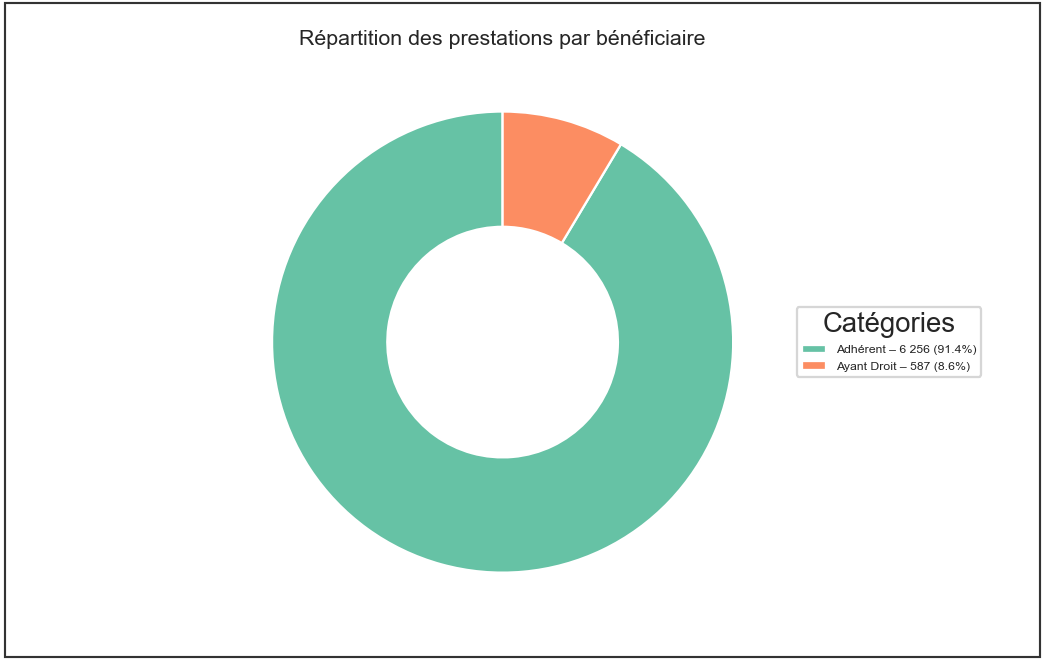 Répartition des prestations par bénéficiaire
Catégories
Adhérent – 6 256 (91.4%)
Ayant Droit – 587 (8.6%)